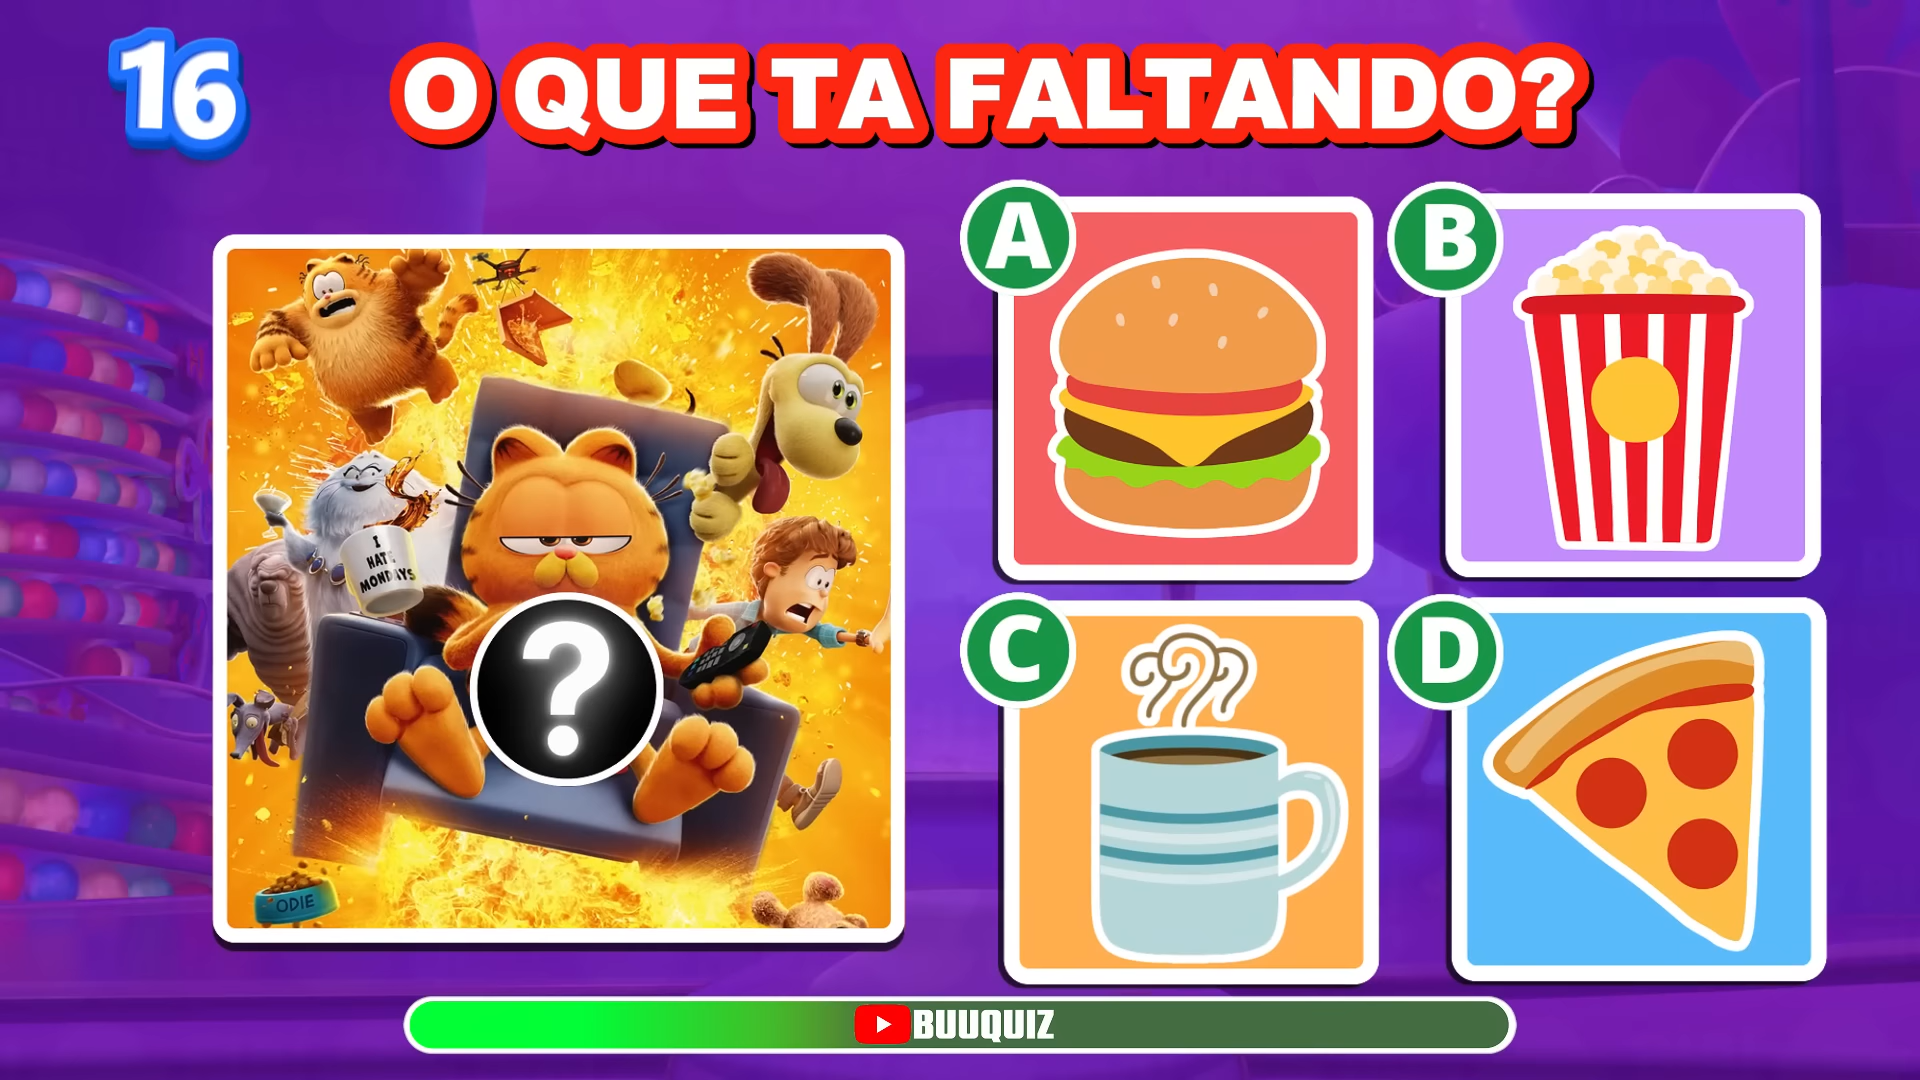 16
O QUE TA FALTANDO?
A
B
I
HATE
MONDAYS
?
C
D
ODIE
BUUQUIZ